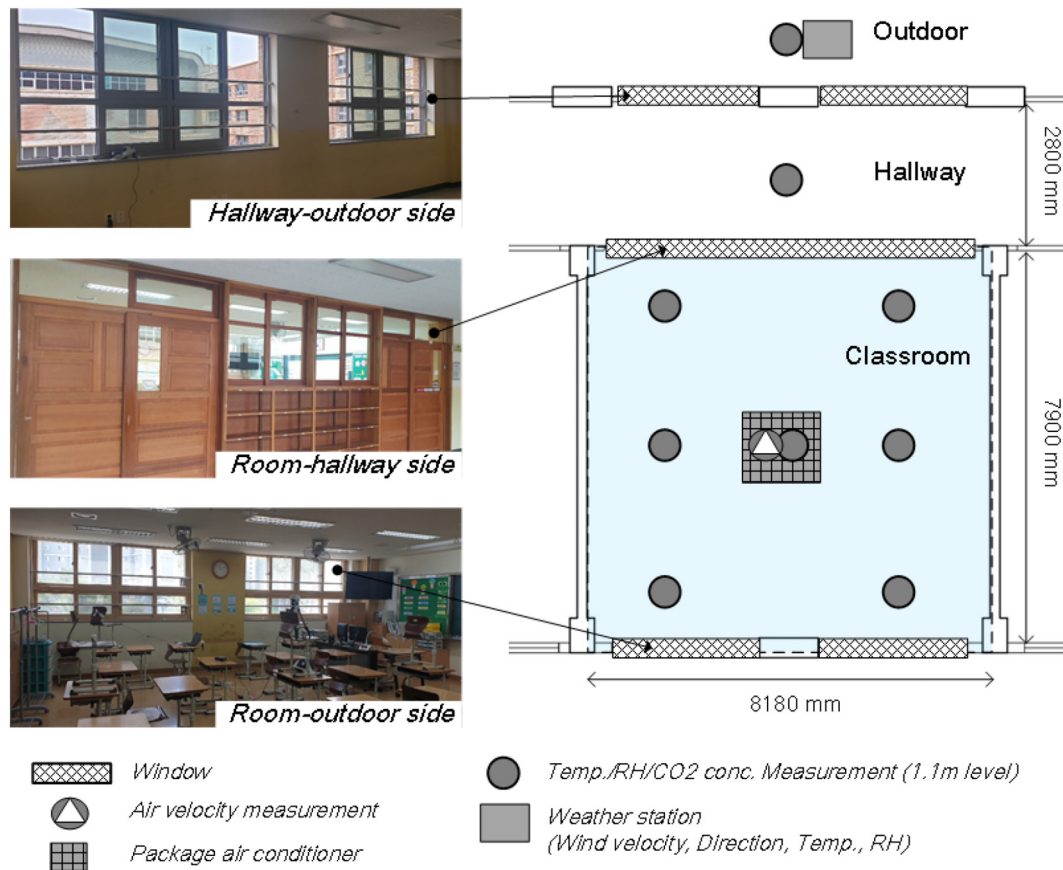 Hallway-outdoor side
Room-hallway side
Room-outdoor side
Outdoor
Hallway
Classroom
2800 mm
7900 mm
8180 mm
Window
Air velocity measurement
Package air conditioner
Temp./RH/CO2 conc. Measurement (1.1m level)
Weather station
(Wind velocity, Direction, Temp., RH)